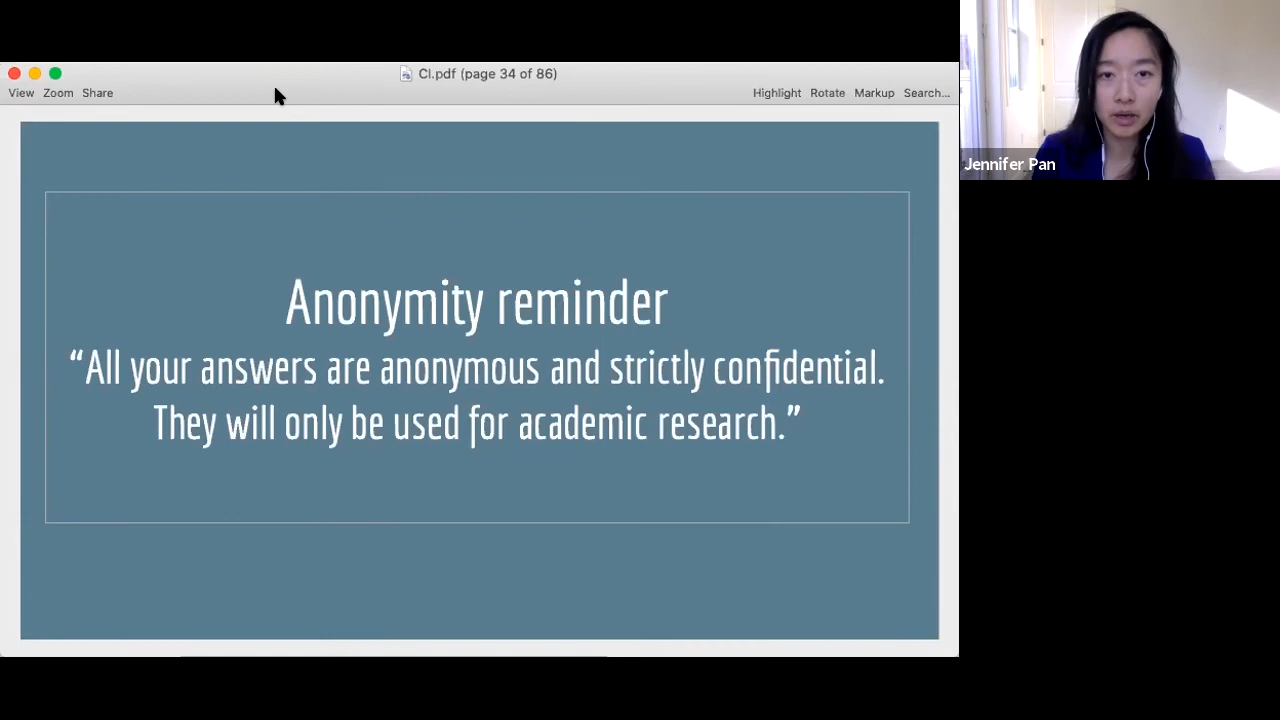 CI.pdf (page 34 of 86)
View Zoom Share Highlight Rotate Markup Search...
Jennifer Pan
Anonymity reminder
“All your answers are anonymous and strictly confidential.
They will only be used for academic research.”